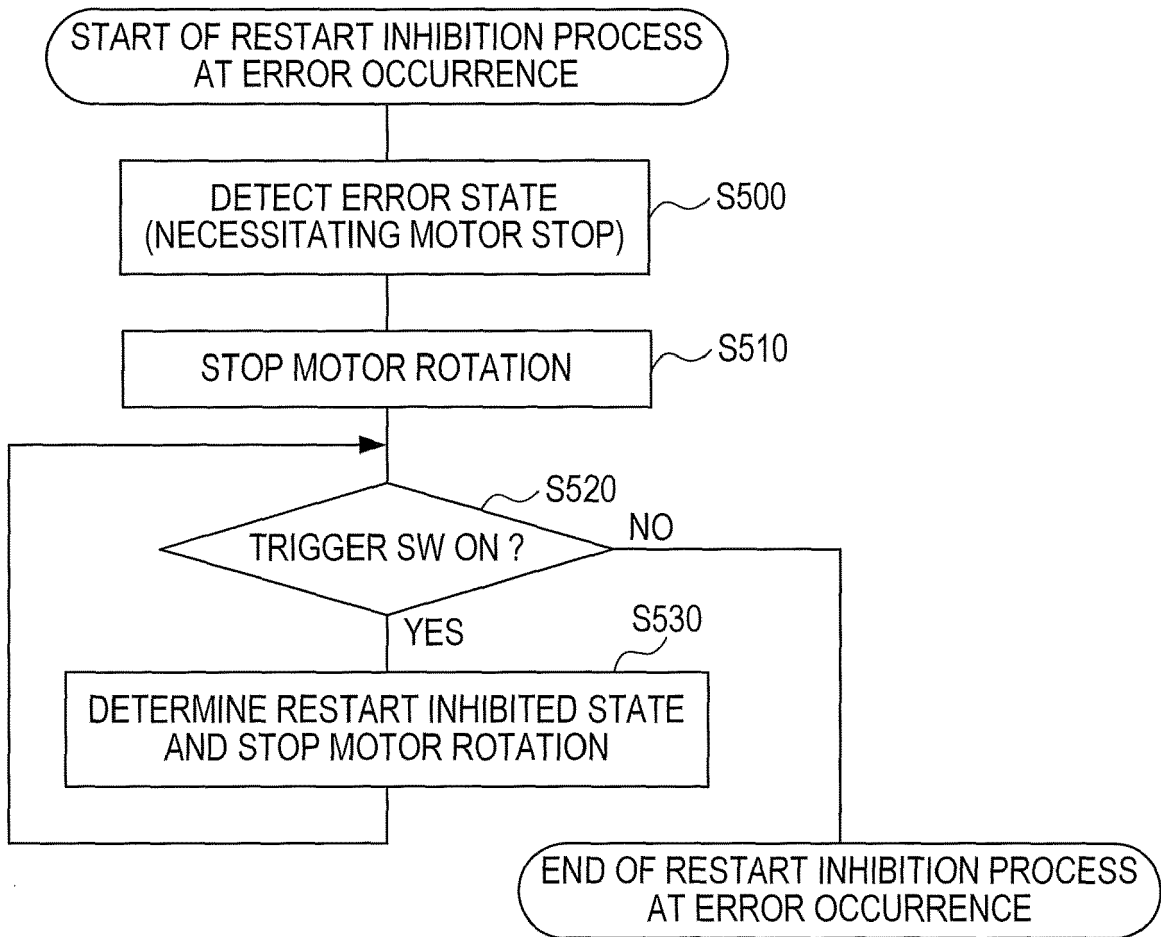 START OF RESTART INHIBITION PROCESS
AT ERROR OCCURRENCE
DETECT ERROR STATE
(NECESSITATING MOTOR STOP)
S500
STOP MOTOR ROTATION
S510
S520
TRIGGER SW ON ?
NO
YES
S530
DETERMINE RESTART INHIBITED STATE
AND STOP MOTOR ROTATION
END OF RESTART INHIBITION PROCESS
AT ERROR OCCURRENCE